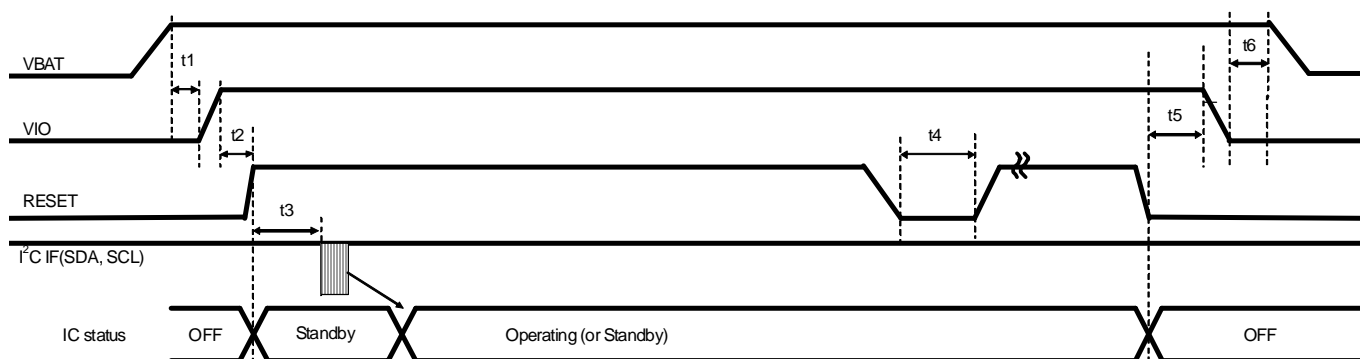 VBAT
t1
t6
VIO
t2
t5
t4
RESET
t3
I²C IF(SDA, SCL)
IC status
OFF
Standby
Operating (or Standby)
OFF